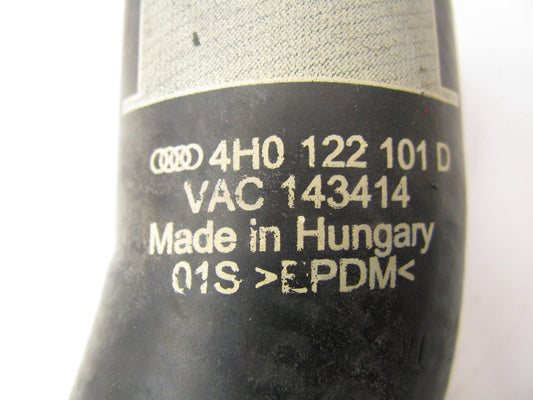 4H0 122 101 D
VAC 143414
Made in Hungary
01S >EPDM<